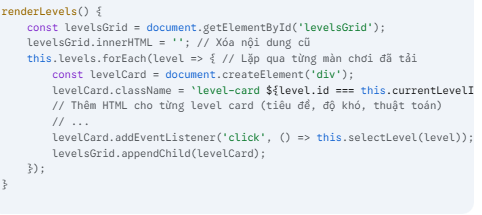 renderLevels() {
    const levelsGrid = document.getElementById('levelsGrid');
    levelsGrid.innerHTML = ''; // Xóa nội dung cũ
    this.levels.forEach(level => { // Lặp qua từng màn chơi đã tải
        const levelCard = document.createElement('div');
        levelCard.className = `level-card ${level.id === this.currentLevel
        // Thêm HTML cho từng level card (tiêu đề, độ khó, thuật toán)
        // ...
        levelCard.addEventListener('click', () => this.selectLevel(level));
        levelsGrid.appendChild(levelCard);
    });
}